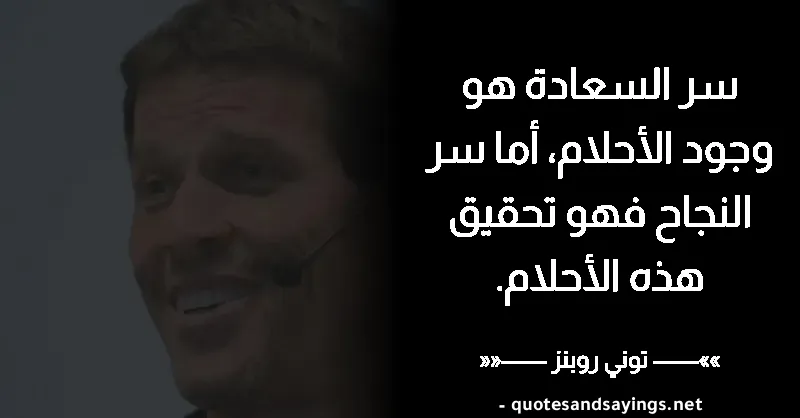 سر السعادة هو
وجود الأحلام، أما سر
النجاح فهو تحقيق
هذه الأحلام.
»»—— توني روبنز ——««
- quotesandsayings.net